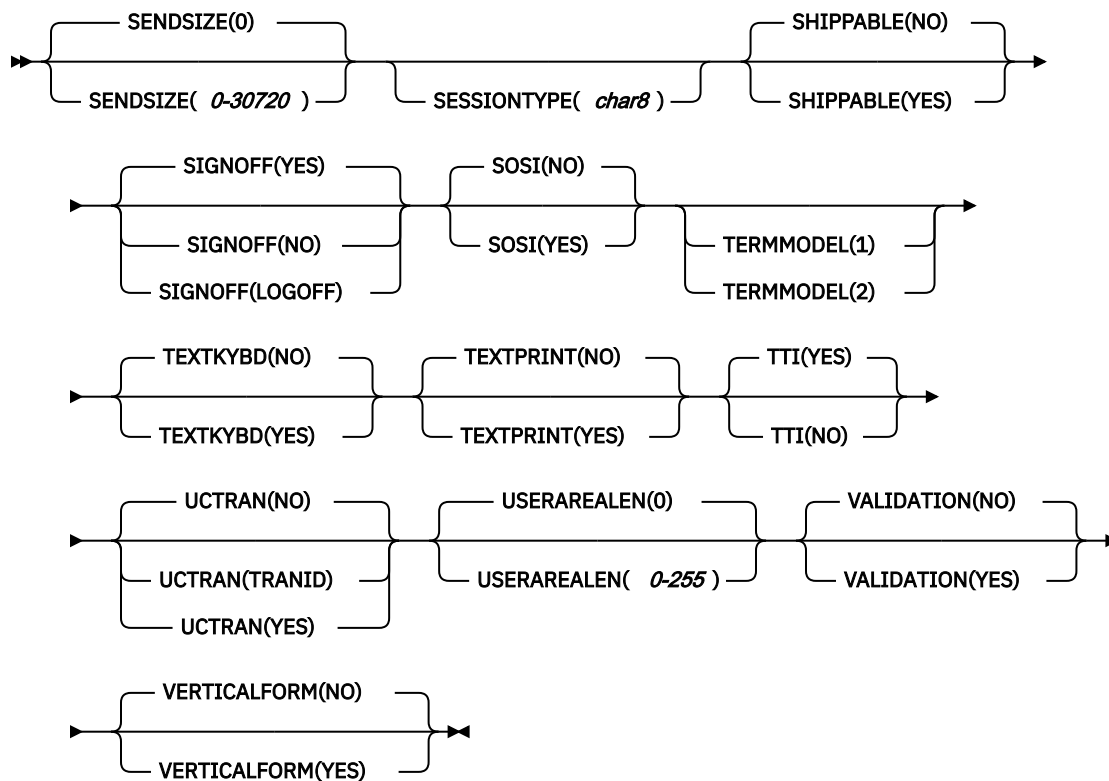 SENDSIZE(0) SHIPPABLE(NO)
SENDSIZE( 0-30720 ) SESSIONTYPE( char8 ) SHIPPABLE(YES)
SIGNOFF(YES) SOSI(NO)
SIGNOFF(NO) SOSI(YES) TERMMODEL(1)
SIGNOFF(LOGOFF) TERMMODEL(2)
TEXTKYBD(NO) TEXTPRINT(NO) TTI(YES)
TEXTKYBD(YES) TEXTPRINT(YES) TTI(NO)
UCTRAN(NO) USERAREALEN(0) VALIDATION(NO)
UCTRAN(TRANID) USERAREALEN( 0-255 ) VALIDATION(YES)
UCTRAN(YES)
VERTICALFORM(NO)
VERTICALFORM(YES)